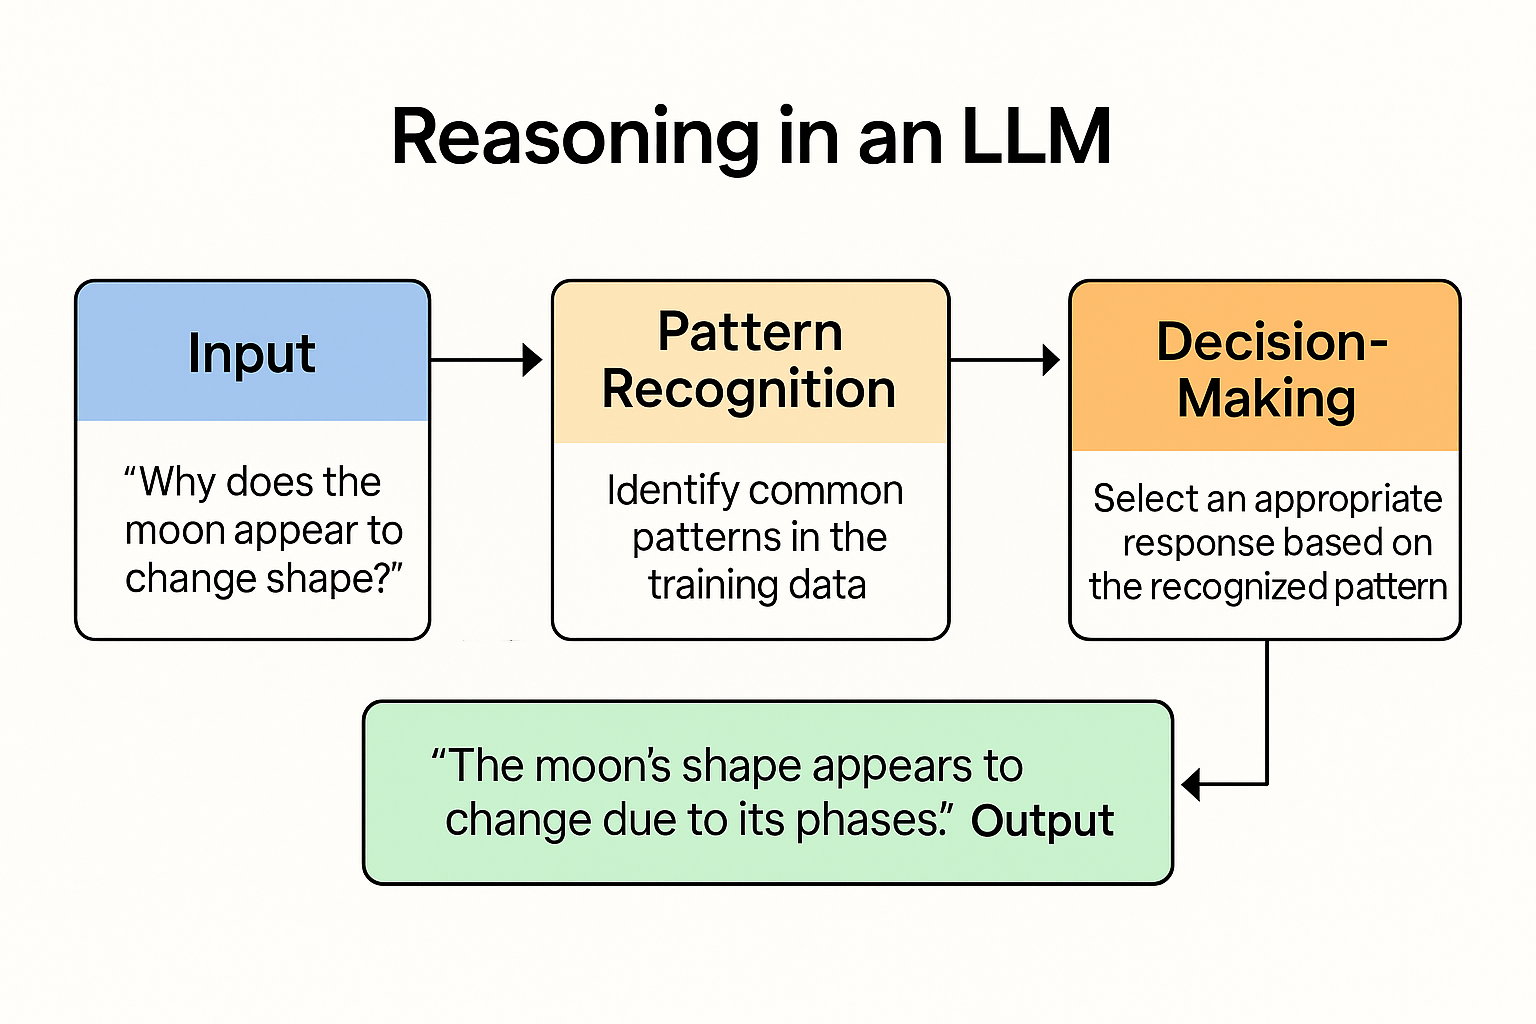 Reasoning in an LLM
Input
“Why does the
moon appear to
change shape?”
Pattern
Recognition
Identify common
patterns in the
training data
Decision-
Making
Select an appropriate
response based on
the recognized pattern
“The moon’s shape appears to
change due to its phases.” Output